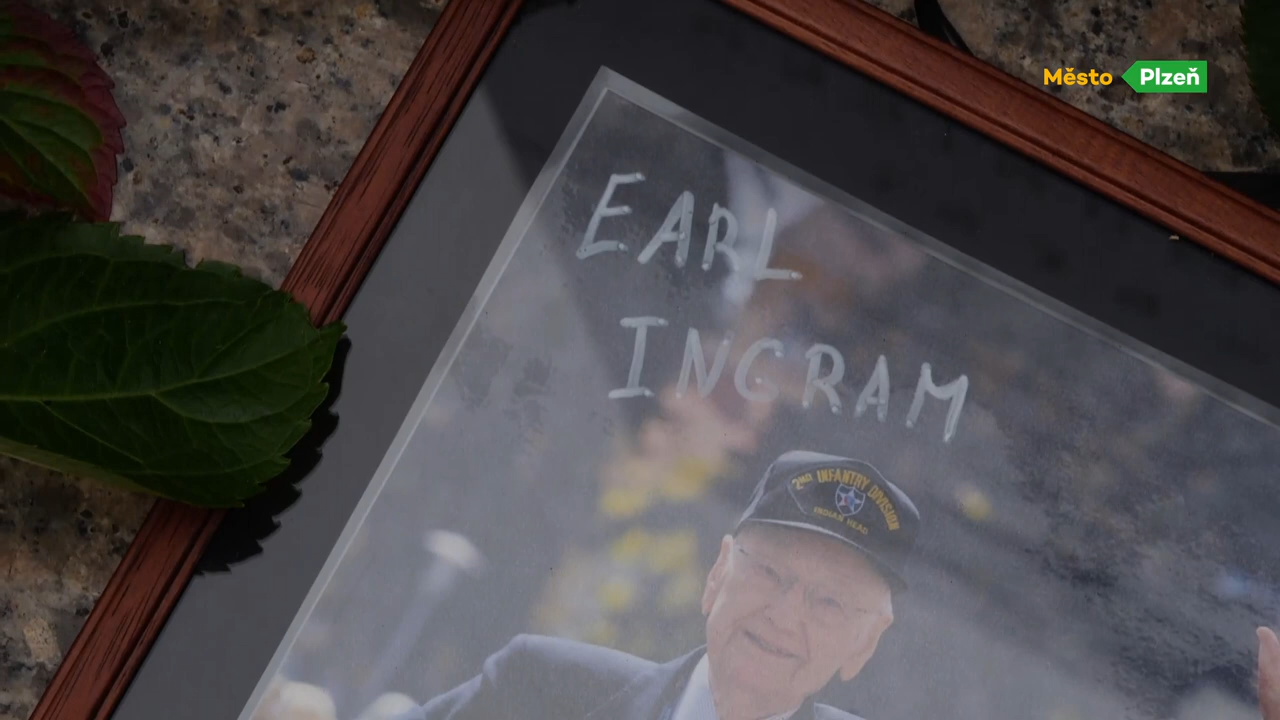 Město Plzeň
EARL
INGRAM
2ND INFANTRY DIVISION
INDIAN HEAD